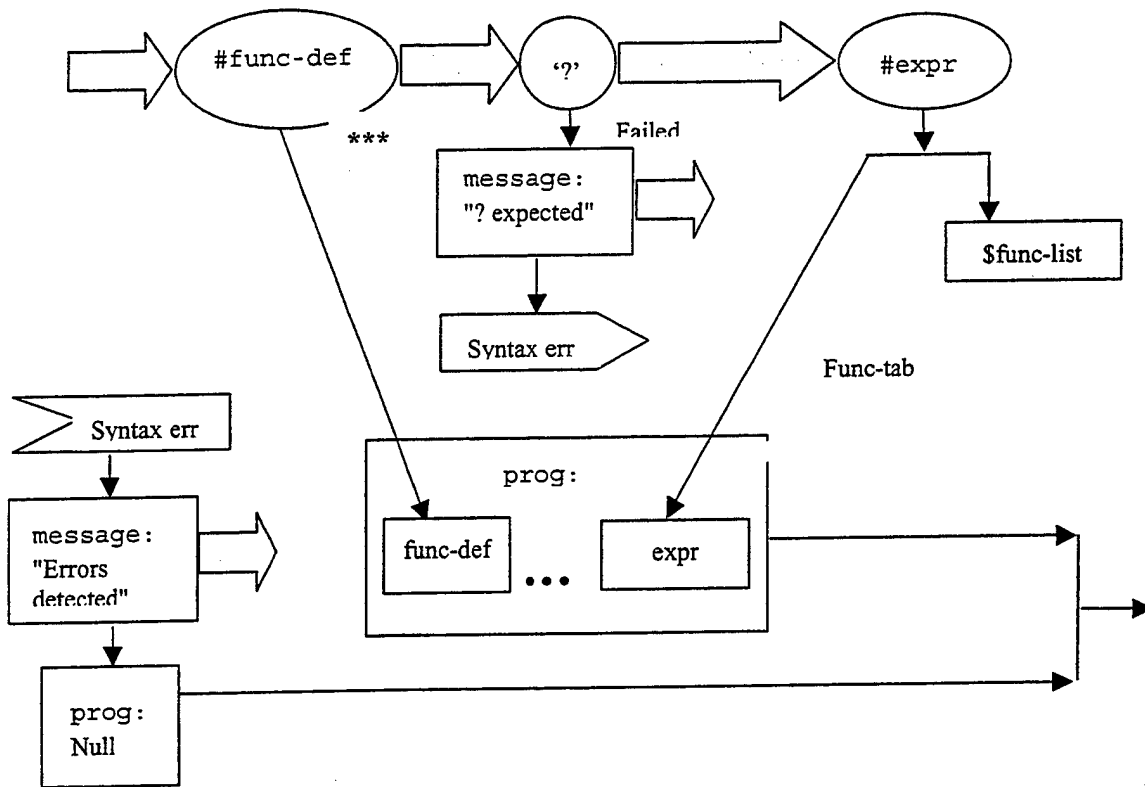 #func-def
'?'
#expr
***
Failed
message:
"? expected"
$func-list
Syntax err
Func-tab
Syntax err
prog:
message:
"Errors
detected"
func-def
...
expr
prog:
Null